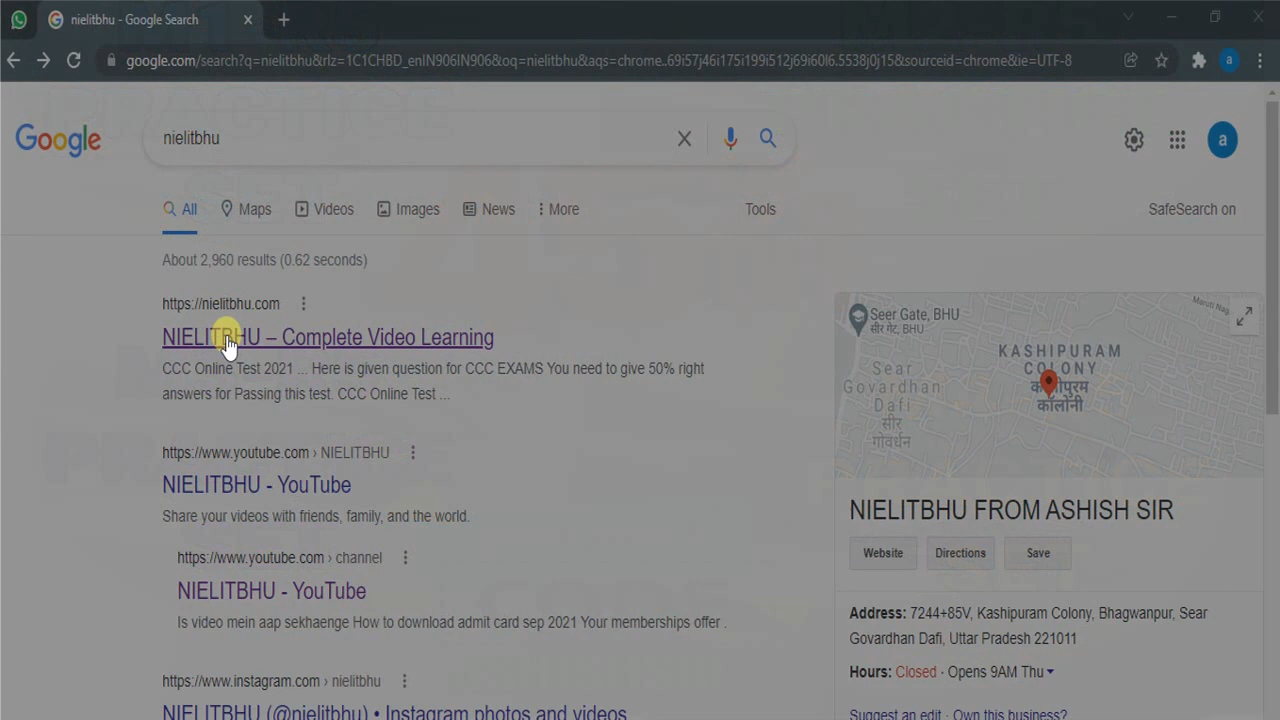 nielitbhu - Google Search
google.com/search?q=nielitbhu&rlz=1C1CHBD_enIN906IN906&oq=nielitbhu&aqs=chrome..69i57j46i175i199i512j69i60l6.5538j0j15&sourceid=chrome&ie=UTF-8
a
Google
nielitbhu
a
All
Maps
Videos
Images
News
More
Tools
SafeSearch on
About 2,960 results (0.62 seconds)
https://nielitbhu.com
NIELITBHU – Complete Video Learning
CCC Online Test 2021 ... Here is given question for CCC EXAMS You need to give 50% right
answers for Passing this test. CCC Online Test ...
https://www.youtube.com › NIELITBHU
NIELITBHU - YouTube
Share your videos with friends, family, and the world.
https://www.youtube.com › channel
NIELITBHU - YouTube
Is video mein aap sekhaenge How to download admit card sep 2021 Your memberships offer .
https://www.instagram.com › nielitbhu
NIELITBHU (@nielitbhu) • Instagram photos and videos
Seer Gate, BHU
सीर गेट, BHU
Maruti Nag
KASHIPURAM
COLONY
काशीपुरम
कॉलोनी
Sear
Govardhan
Dafi
सीर
गोवर्धन
NIELITBHU FROM ASHISH SIR
Website
Directions
Save
Address: 7244+85V, Kashipuram Colony, Bhagwanpur, Sear
Govardhan Dafi, Uttar Pradesh 221011
Hours: Closed · Opens 9AM Thu
Suggest an edit · Own this business?